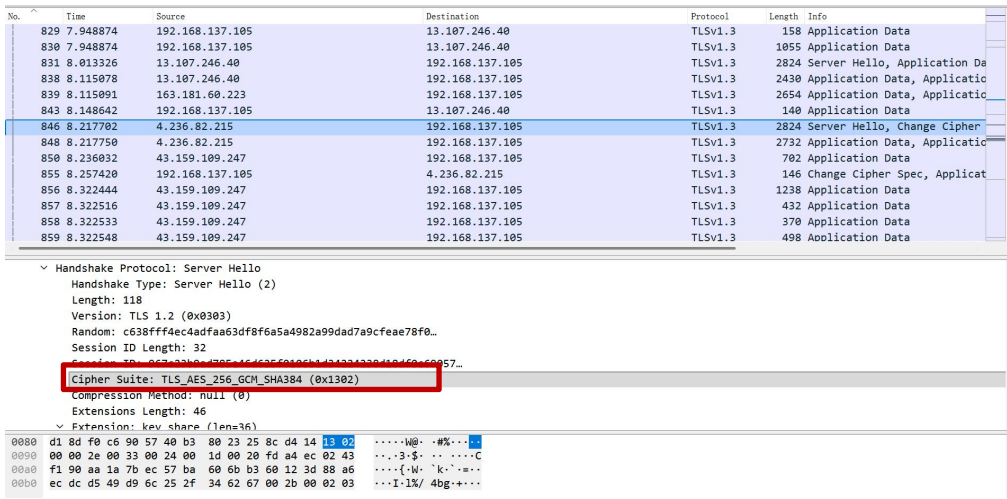 No. Time Source Destination Protocol Length Info
829 7.948874 192.168.137.105 13.107.246.40 TLSv1.3 158 Application Data
830 7.948874 192.168.137.105 13.107.246.40 TLSv1.3 1055 Application Data
831 8.013326 13.107.246.40 192.168.137.105 TLSv1.3 2824 Server Hello, Application Da
838 8.115078 13.107.246.40 192.168.137.105 TLSv1.3 2430 Application Data, Applicatio
839 8.115091 163.181.60.223 192.168.137.105 TLSv1.3 2654 Application Data, Applicatio
843 8.148642 192.168.137.105 13.107.246.40 TLSv1.3 140 Application Data
846 8.217702 4.236.82.215 192.168.137.105 TLSv1.3 2824 Server Hello, Change Cipher
848 8.217750 4.236.82.215 192.168.137.105 TLSv1.3 2732 Application Data, Applicatio
850 8.236032 43.159.109.247 192.168.137.105 TLSv1.3 702 Application Data
855 8.257420 192.168.137.105 4.236.82.215 TLSv1.3 146 Change Cipher Spec, Applicat
856 8.322444 43.159.109.247 192.168.137.105 TLSv1.3 1238 Application Data
857 8.322516 43.159.109.247 192.168.137.105 TLSv1.3 432 Application Data
858 8.322533 43.159.109.247 192.168.137.105 TLSv1.3 370 Application Data
859 8.322548 43.159.109.247 192.168.137.105 TLSv1.3 498 Application Data
Handshake Protocol: Server Hello
Handshake Type: Server Hello (2)
Length: 118
Version: TLS 1.2 (0x0303)
Random: c638fff4ec4adfaa63df8f6a5a4982a99dad7a9cfeae78f0…
Session ID Length: 32
Session ID:
Cipher Suite: TLS_AES_256_GCM_SHA384 (0x1302)
Compression Method: null (0)
Extensions Length: 46
Extension: key_share (len=36)
0080 d1 8d f0 c6 90 57 40 b3 80 23 25 8c d4 14 13 02 ·····W@· ·#%·····
0090 00 00 2e 00 33 00 24 00 1d 00 20 fd a4 ec 02 43 ··.·3·$· ·· ····C
00a0 f1 90 aa 1a 7b ec 57 ba 60 6b b3 60 12 3d 88 a6 ····{·W· `k·`·=··
00b0 ec dc d5 49 d9 6c 25 2f 34 62 67 00 2b 00 02 03 ···I·l%/ 4bg·+···